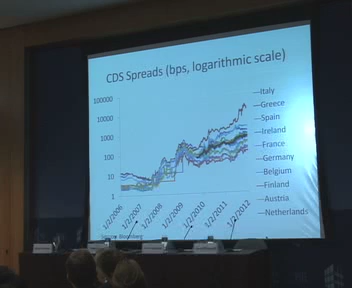 CDS Spreads (bps, logarithmic scale)
100000
10000
1000
100
10
1
1/2/2006
1/2/2007
1/2/2008
1/2/2009
1/2/2010
1/2/2011
1/2/2012
Italy
Greece
Spain
Ireland
France
Germany
Belgium
Finland
Austria
Netherlands
Source: Bloomberg